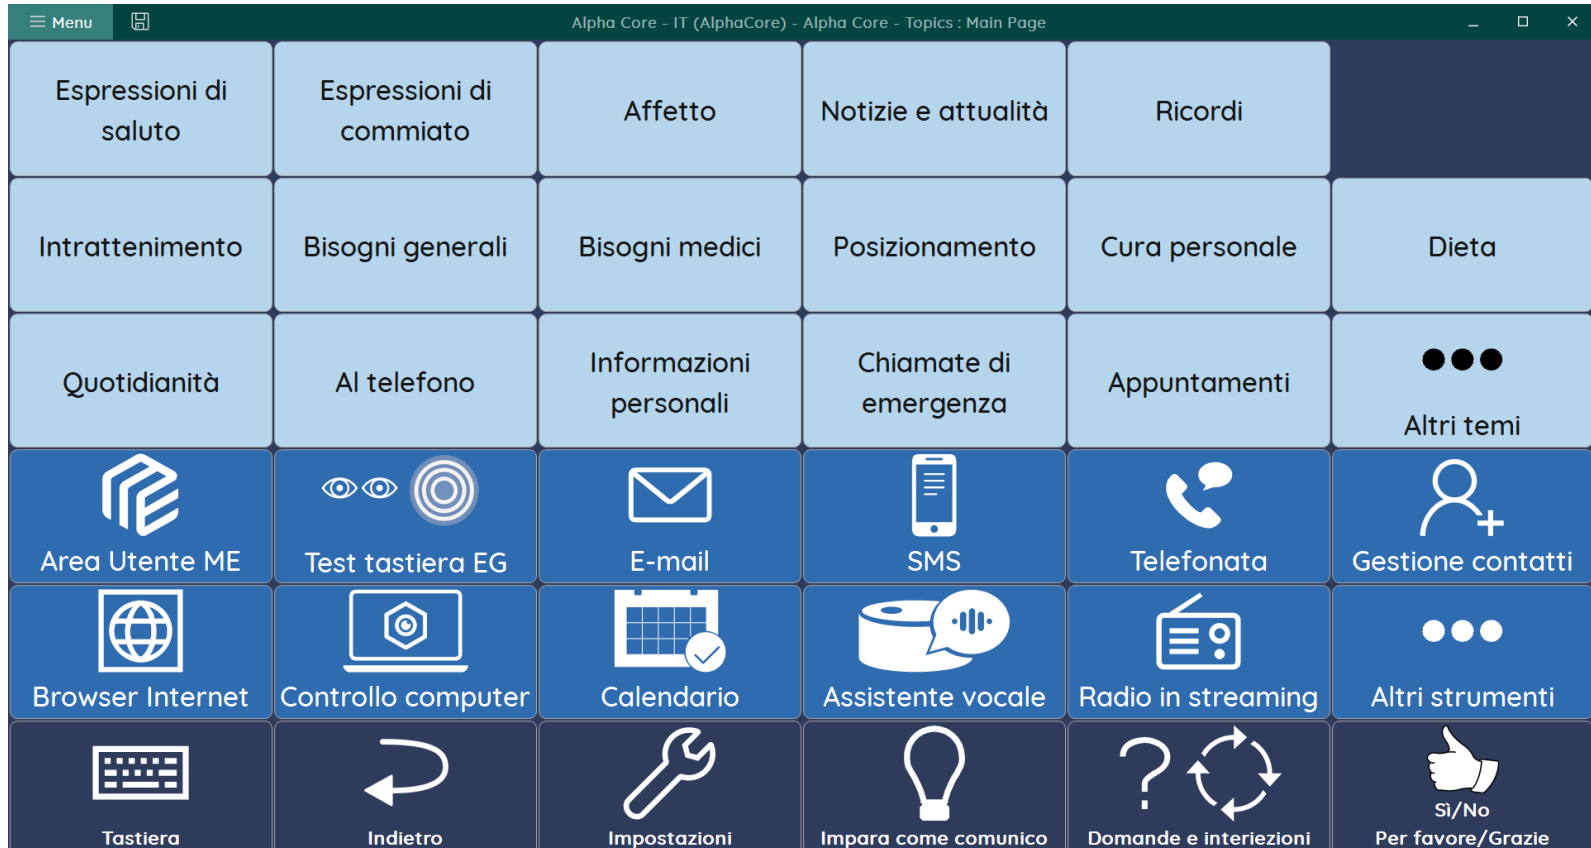 Menu
Alpha Core - IT (AlphaCore) - Alpha Core - Topics : Main Page
Espressioni di
saluto
Espressioni di
commiato
Affetto
Notizie e attualità
Ricordi
Intrattenimento
Bisogni generali
Bisogni medici
Posizionamento
Cura personale
Dieta
Quotidianità
Al telefono
Informazioni
personali
Chiamate di
emergenza
Appuntamenti
Altri temi
Area Utente ME
Test tastiera EG
E-mail
SMS
Telefonata
Gestione contatti
Browser Internet
Controllo computer
Calendario
Assistente vocale
Radio in streaming
Altri strumenti
Tastiera
Indietro
Impostazioni
Impara come comunico
Domande e interiezioni
Sì/No
Per favore/Grazie